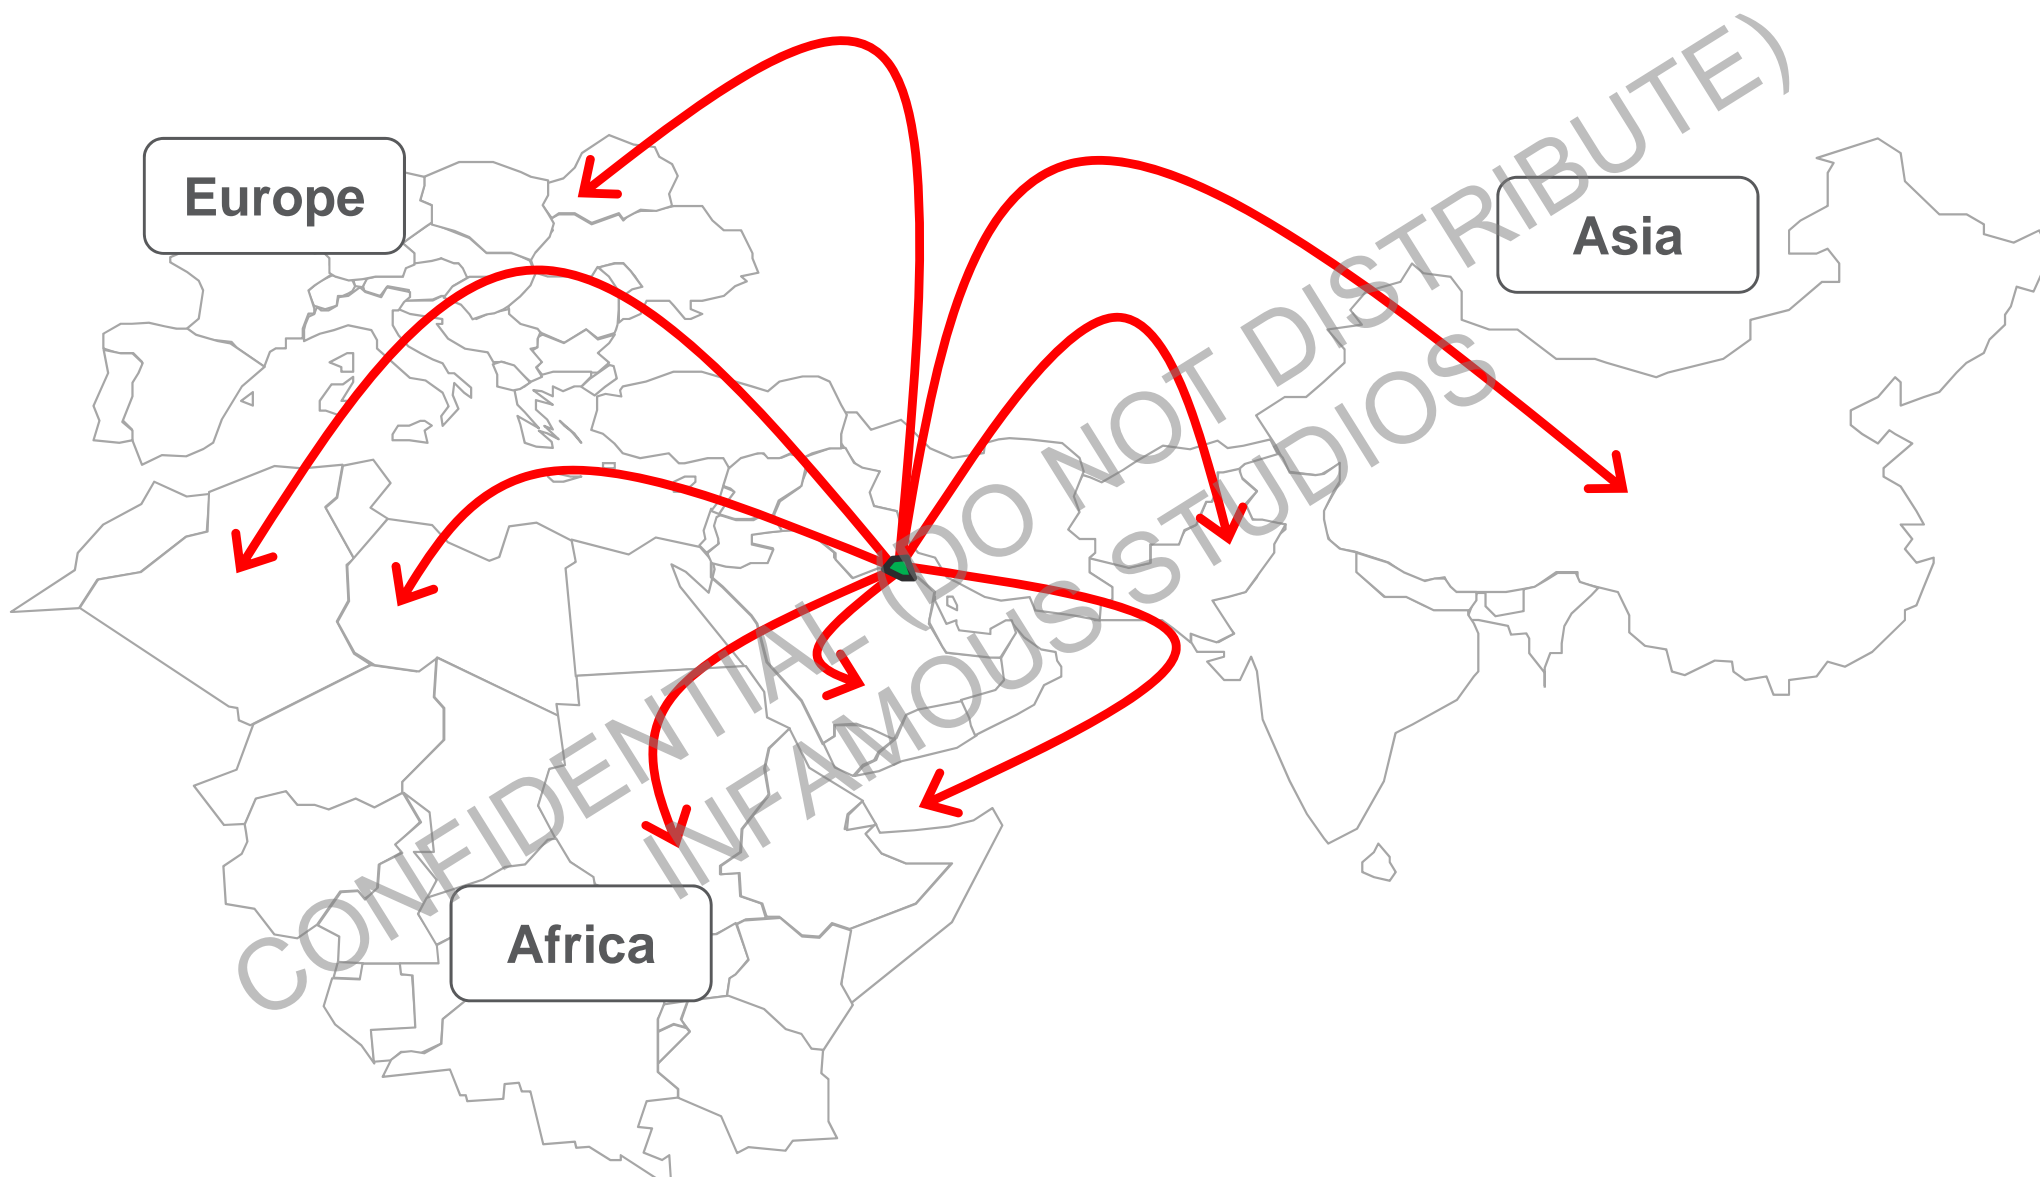 Europe
Asia
Africa
CONFIDENTIAL (DO NOT DISTRIBUTE)
INFAMOUS STUDIOS